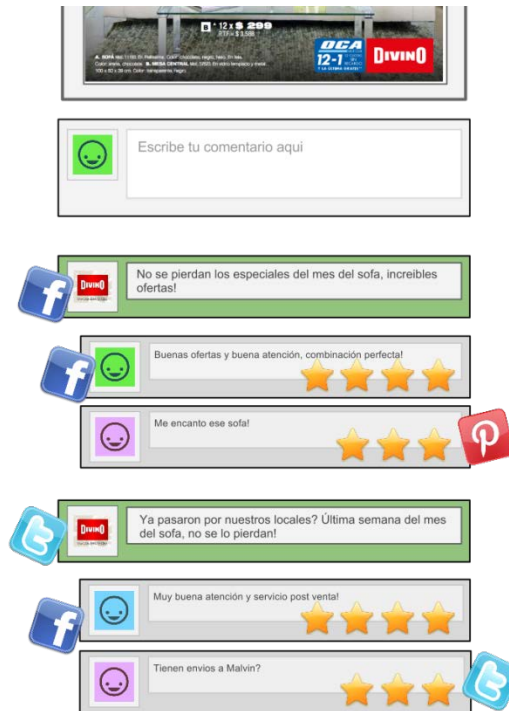 B * 12 x $ 299
OCA
12-1
DIVINO
A. SOFÁ
B. MESA CENTRAL
Escribe tu comentario aqui
DIVINO
No se pierdan los especiales del mes del sofa, increibles
ofertas!
Buenas ofertas y buena atención, combinación perfecta!
Me encanto ese sofa!
DIVINO
Ya pasaron por nuestros locales? Última semana del mes
del sofa, no se lo pierdan!
Muy buena atención y servicio post venta!
Tienen envios a Malvin?